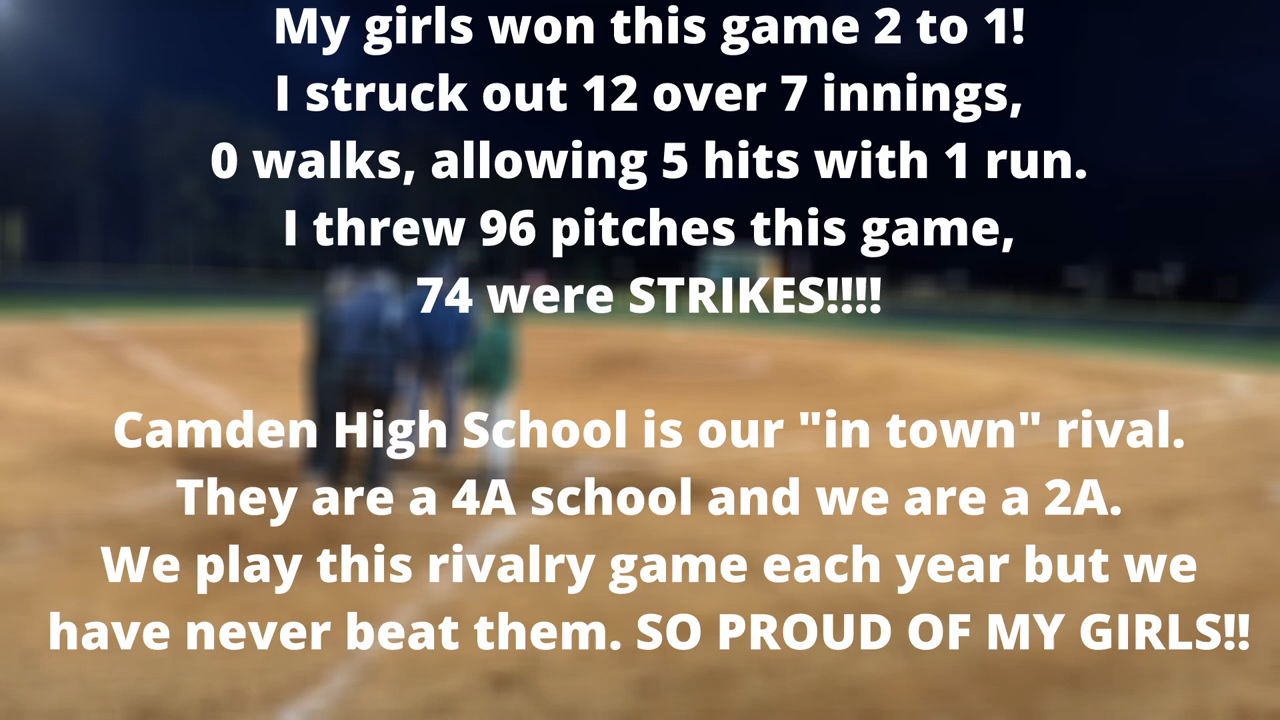 My girls won this game 2 to 1!
I struck out 12 over 7 innings,
0 walks, allowing 5 hits with 1 run.
I threw 96 pitches this game,
74 were STRIKES!!!!
Camden High School is our "in town" rival.
They are a 4A school and we are a 2A.
We play this rivalry game each year but we
have never beat them. SO PROUD OF MY GIRLS!!